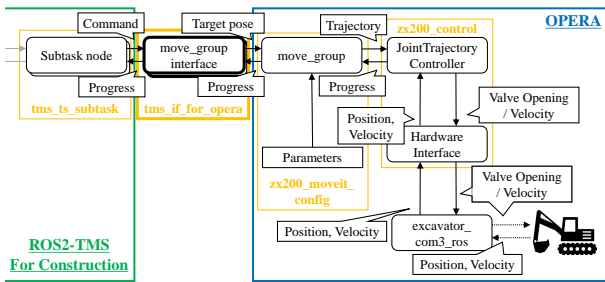 Command
Target pose
Trajectory
zx200_control
OPERA
Subtask node
move_group
interface
move_group
JointTrajectory
Controller
Progress
Progress
Progress
tms_ts_subtask
tms_if_for_opera
Position,
Velocity
Valve Opening
/ Velocity
Hardware
Interface
Parameters
zx200_moveit_
config
Valve Opening
/ Velocity
ROS2-TMS
For Construction
Position, Velocity
excavator_
com3_ros
Position, Velocity